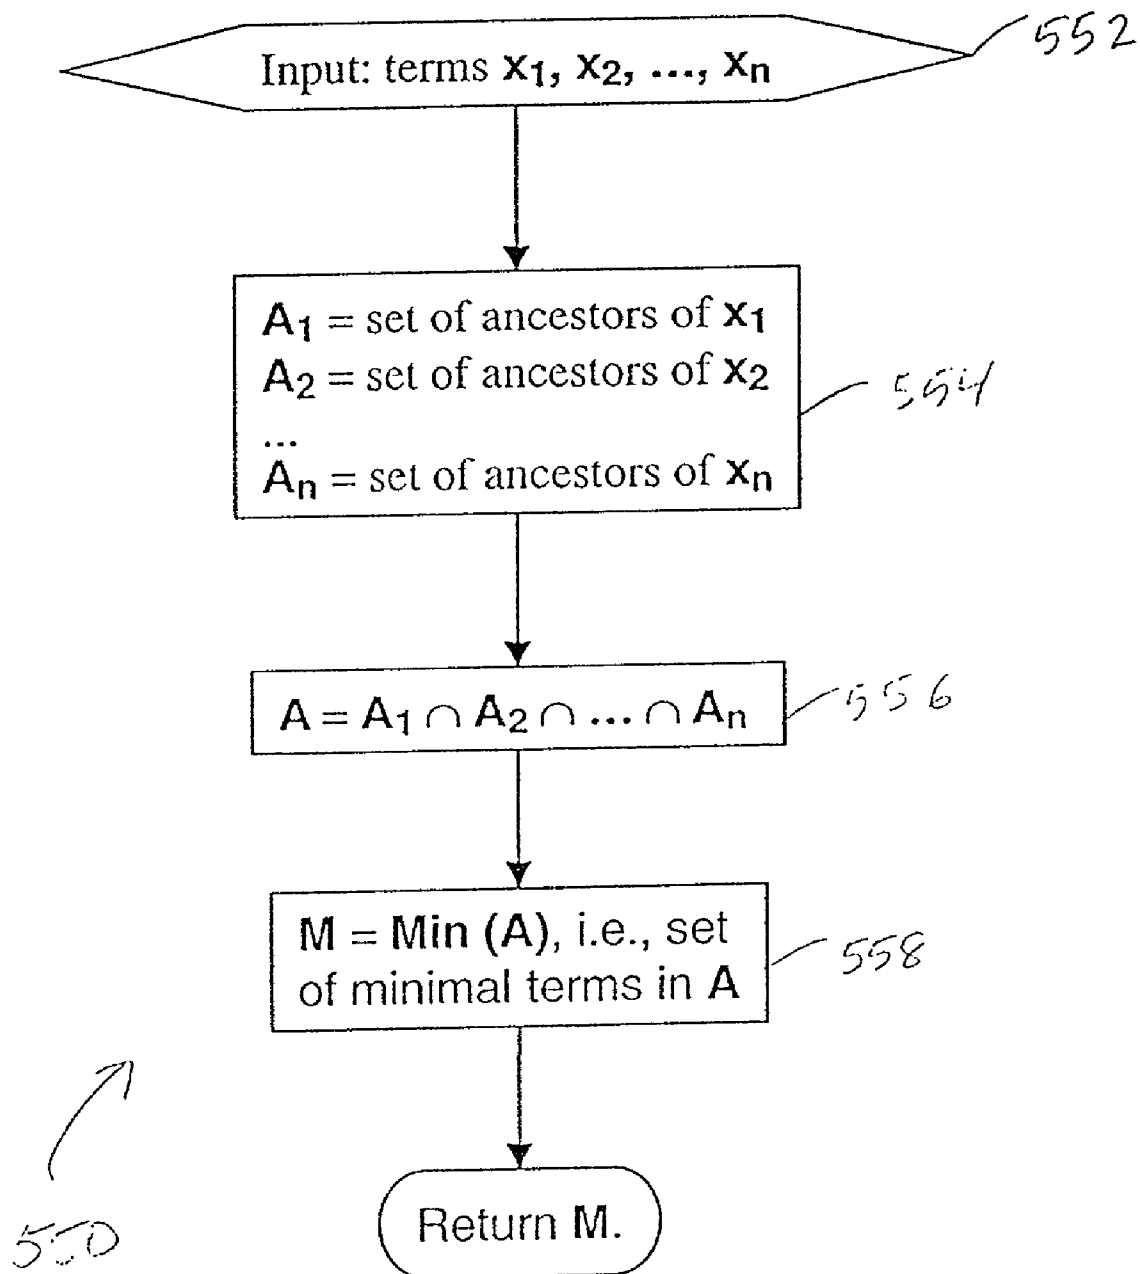 Input: terms x1, x2, ..., xn
552
A1 = set of ancestors of x1
A2 = set of ancestors of x2
...
An = set of ancestors of xn
554
A = A1 ∩ A2 ∩ ... ∩ An
556
M = Min (A), i.e., set
of minimal terms in A
558
Return M.
550